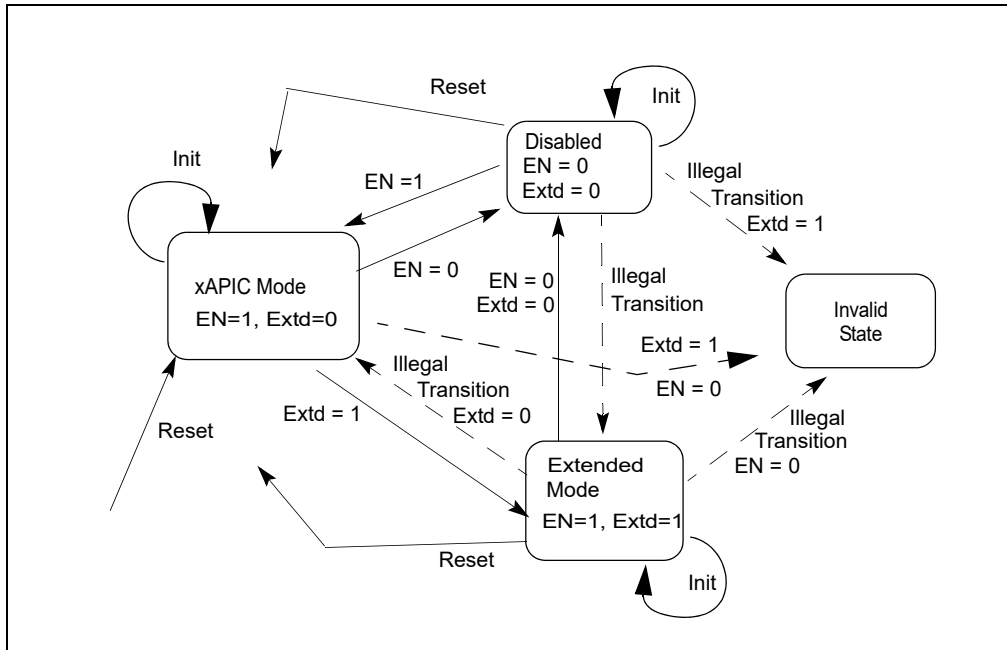 Reset
Init
Disabled
EN = 0
Extd = 0
Illegal
Transition
Extd = 1
Init
EN =1
xAPIC Mode
EN=1, Extd=0
EN = 0
EN = 0
Extd = 0
Illegal
Transition
Invalid
State
Extd = 1
EN = 0
Illegal
Transition
Extd = 0
Extd = 1
Reset
Illegal
Transition
EN = 0
Extended
Mode
EN=1, Extd=1
Reset
Init